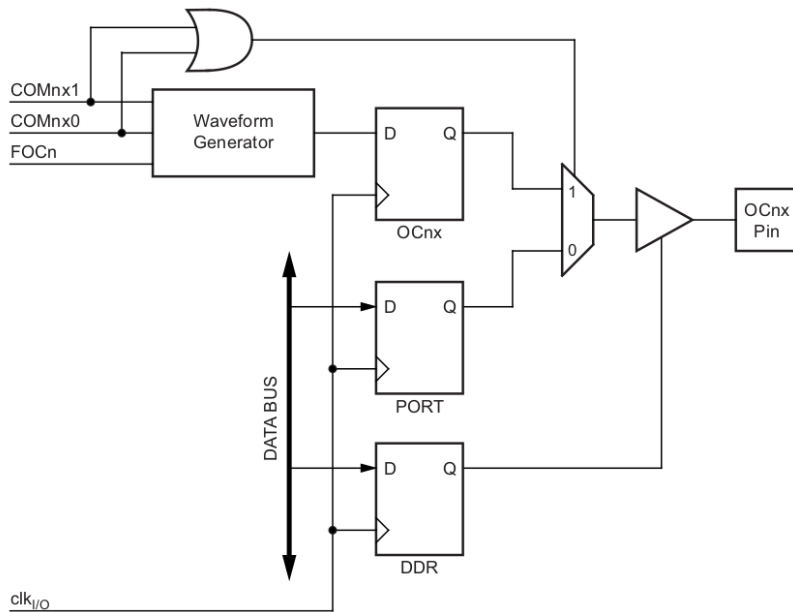 COMnx1
COMnx0
FOCn
Waveform
Generator
D
Q
OCnx
1
0
OCnx
Pin
D
Q
PORT
DATA BUS
D
Q
DDR
clkI/O